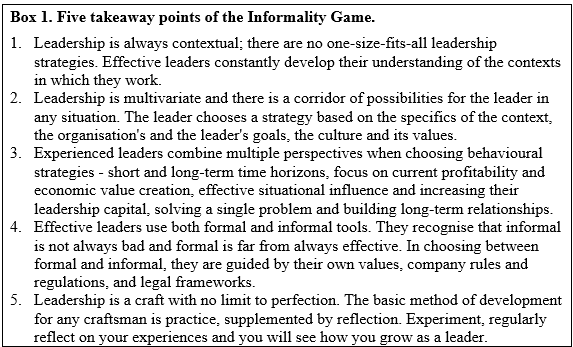 Box 1. Five takeaway points of the Informality Game.
1. Leadership is always contextual; there are no one-size-fits-all leadership
strategies. Effective leaders constantly develop their understanding of the contexts
in which they work.
2. Leadership is multivariate and there is a corridor of possibilities for the leader in
any situation. The leader chooses a strategy based on the specifics of the context,
the organisation's and the leader's goals, the culture and its values.
3. Experienced leaders combine multiple perspectives when choosing behavioural
strategies - short and long-term time horizons, focus on current profitability and
economic value creation, effective situational influence and increasing their
leadership capital, solving a single problem and building long-term relationships.
4. Effective leaders use both formal and informal tools. They recognise that informal
is not always bad and formal is far from always effective. In choosing between
formal and informal, they are guided by their own values, company rules and
regulations, and legal frameworks.
5. Leadership is a craft with no limit to perfection. The basic method of development
for any craftsman is practice, supplemented by reflection. Experiment, regularly
reflect on your experiences and you will see how you grow as a leader.